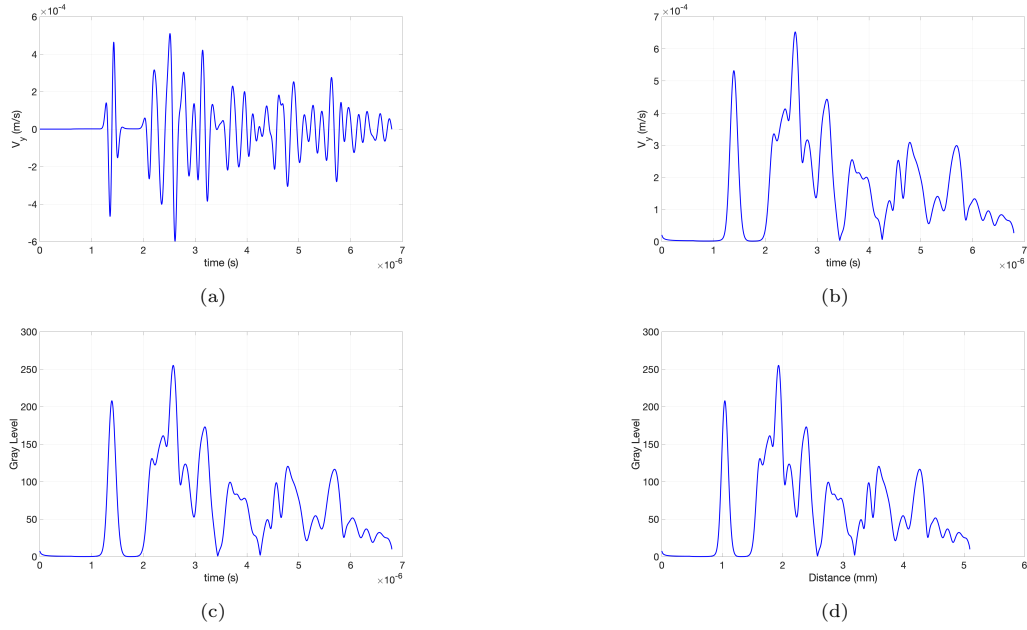 ×10⁻⁴
6
4
2
0
-2
-4
-6
V_y (m/s)
0 1 2 3 4 5 6 7
time (s)
×10⁻⁶
(a)
×10⁻⁴
7
6
5
4
3
2
1
0
V_y (m/s)
0 1 2 3 4 5 6 7
time (s)
×10⁻⁶
(b)
300
250
200
150
100
50
0
Gray Level
0 1 2 3 4 5 6 7
time (s)
×10⁻⁶
(c)
300
250
200
150
100
50
0
Gray Level
0 1 2 3 4 5 6
Distance (mm)
(d)